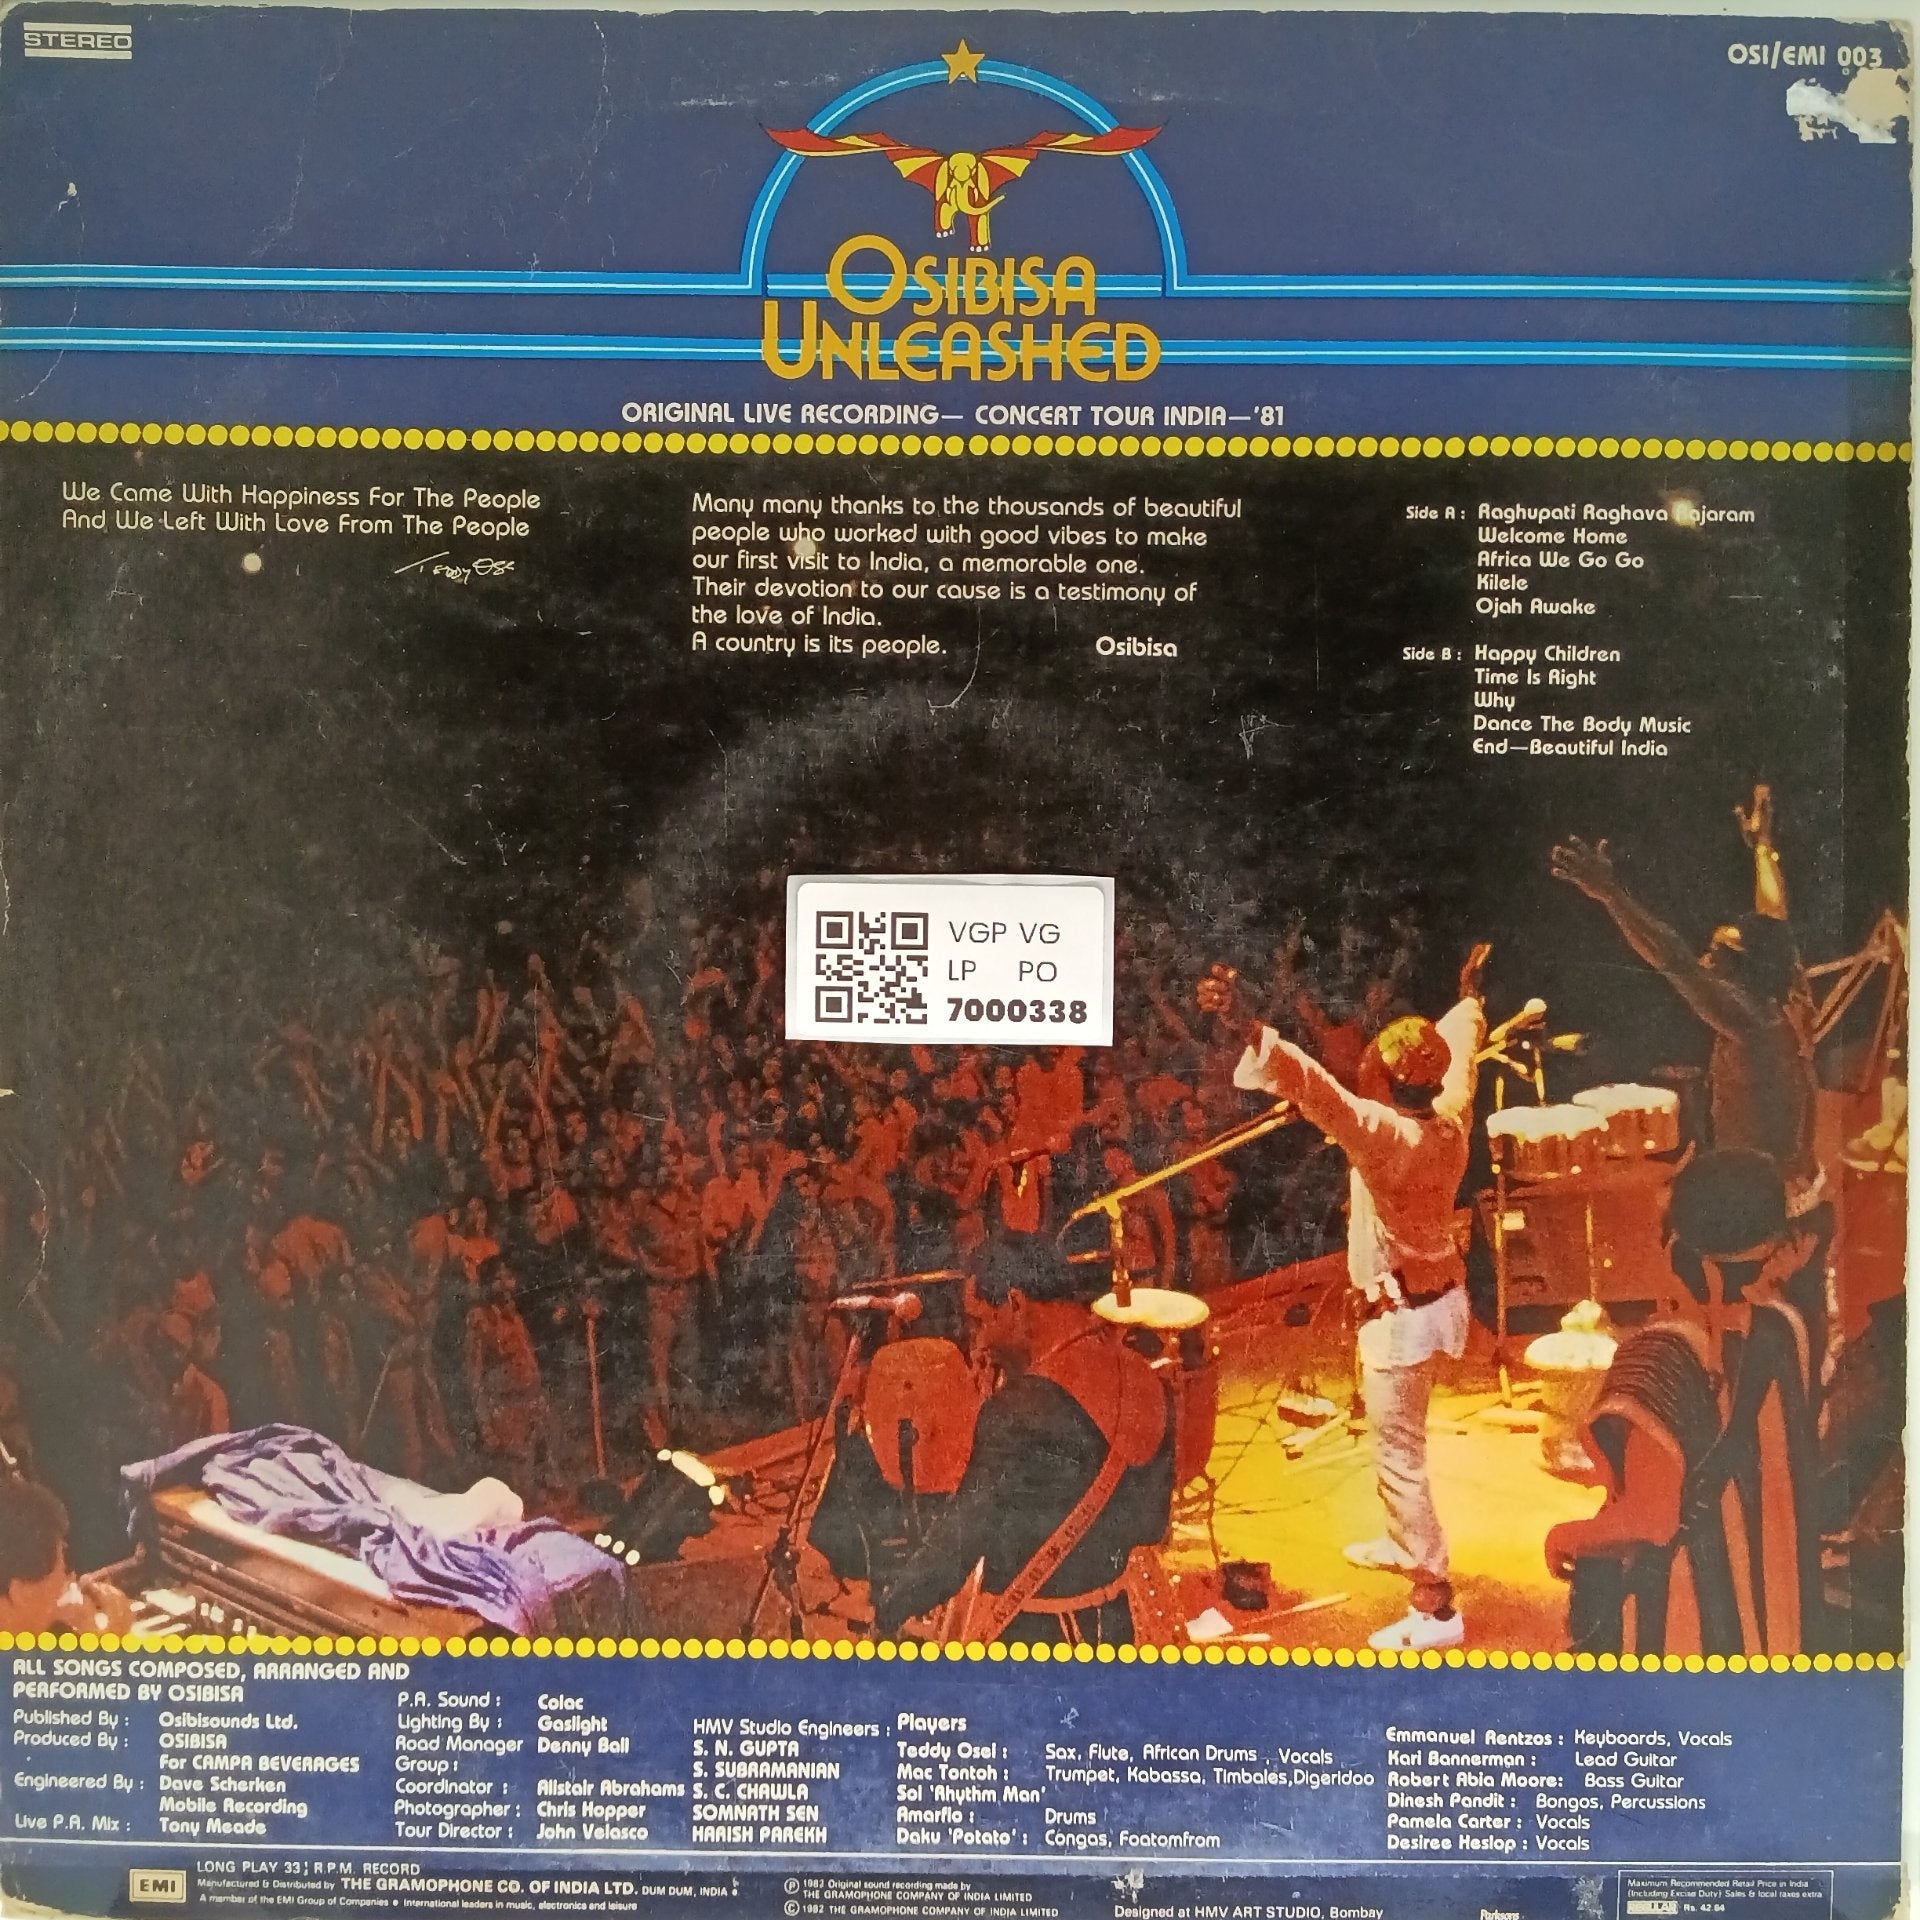 STEREO
OSI/EMI 003
OSIBISA
UNLEASHED
ORIGINAL LIVE RECORDING— CONCERT TOUR INDIA—'81
We Came With Happiness For The People
And We Left With Love From The People
Many many thanks to the thousands of beautiful
people who worked with good vibes to make
our first visit to India, a memorable one.
Their devotion to our cause is a testimony of
the love of India.
A country is its people. Osibisa
Side A : Raghupati Raghava Rajaram
Welcome Home
Africa We Go Go
Kilele
Ojah Awake
Side B : Happy Children
Time Is Right
Why
Dance The Body Music
End—Beautiful India
VGP VG
LP PO
7000338
ALL SONGS COMPOSED, ARRANGED AND
PERFORMED BY OSIBISA
Published By : Osibisounds Ltd.
Produced By : OSIBISA
For CAMPA BEVERAGES
Engineered By : Dave Scherken
Mobile Recording
Live P.A. Mix : Tony Meade
P.A. Sound : Colac
Lighting By : Gaslight
Road Manager Denny Ball
Group :
Coordinator : Alistair Abrahams
Photographer : Chris Hopper
Tour Director : John Velasco
HMV Studio Engineers :
S. N. GUPTA
S. SUBRAMANIAN
S. C. CHAWLA
SOMNATH SEN
HARISH PAREKH
Players
Teddy Osei : Sax, Flute, African Drums , Vocals
Mac Tontoh : Trumpet, Kabassa, Timbales,Digeridoo
Sol 'Rhythm Man'
Amarfio : Drums
Daku 'Potato' : Congas, Foatomfrom
Emmanuel Rentzos : Keyboards, Vocals
Kari Bannerman : Lead Guitar
Robert Abia Moore: Bass Guitar
Dinesh Pandit : Bongos, Percussions
Pamela Carter : Vocals
Desiree Heslop : Vocals
EMI
LONG PLAY 33⅓ R.P.M. RECORD
Manufactured & Distributed by THE GRAMOPHONE CO. OF INDIA LTD. DUM DUM, INDIA
A member of the EMI Group of Companies • International leaders in music, electronics and leisure
℗ 1982 Original sound recording made by
THE GRAMOPHONE COMPANY OF INDIA LIMITED
© 1982 THE GRAMOPHONE COMPANY OF INDIA LIMITED
Designed at HMV ART STUDIO, Bombay
Parksons
Maximum Recommended Retail Price in India
(Including Excise Duty) Sales & local taxes extra
REGULAR Rs. 42.94